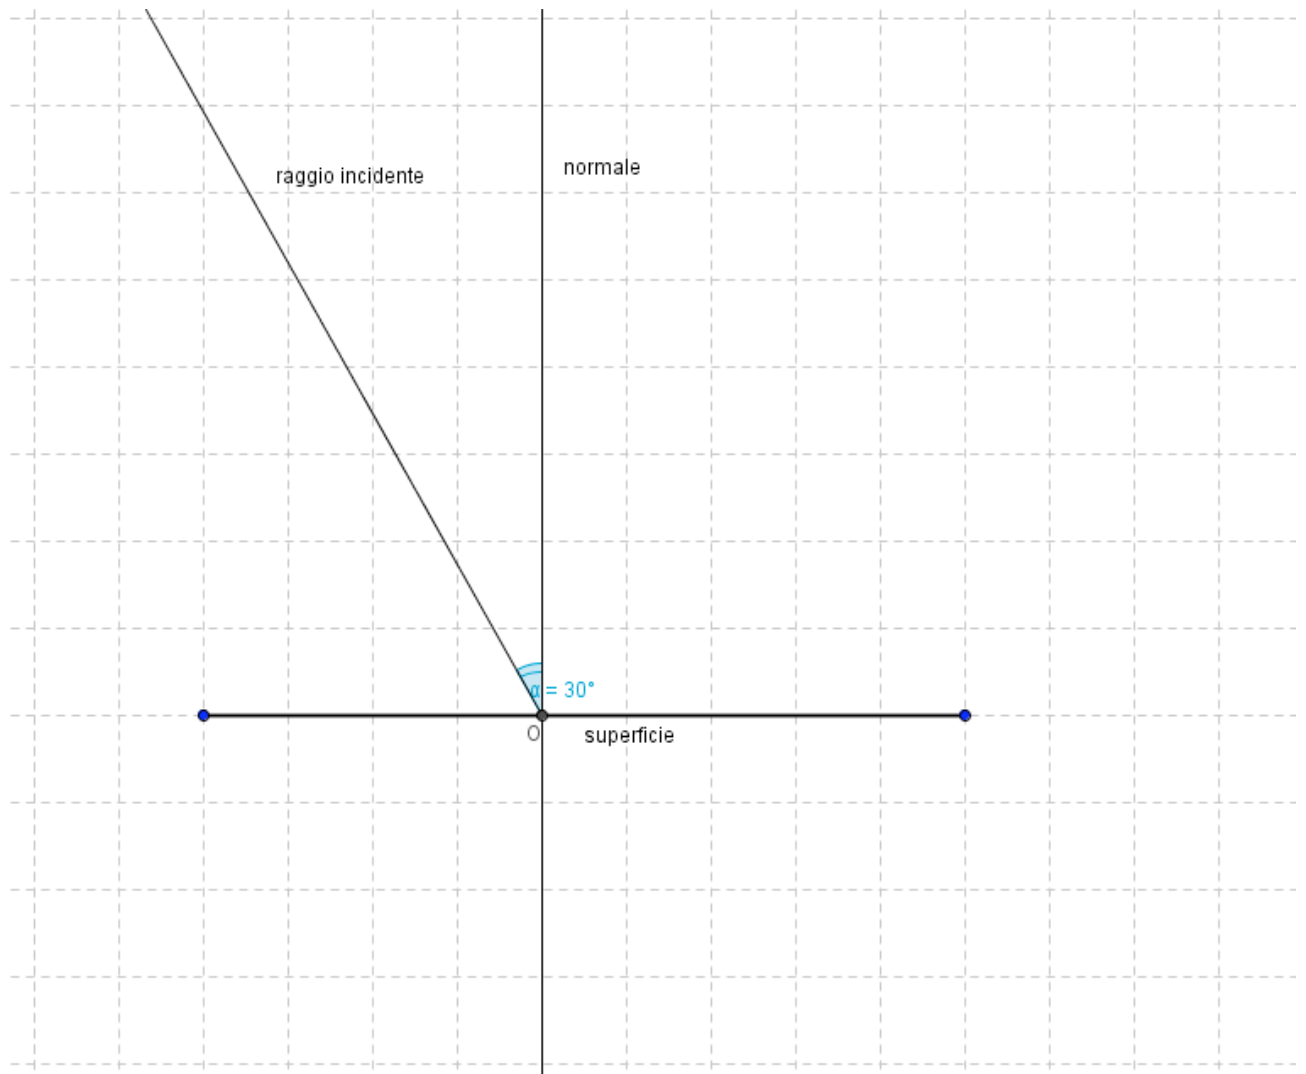 normale
raggio incidente
α = 30°
O
superficie